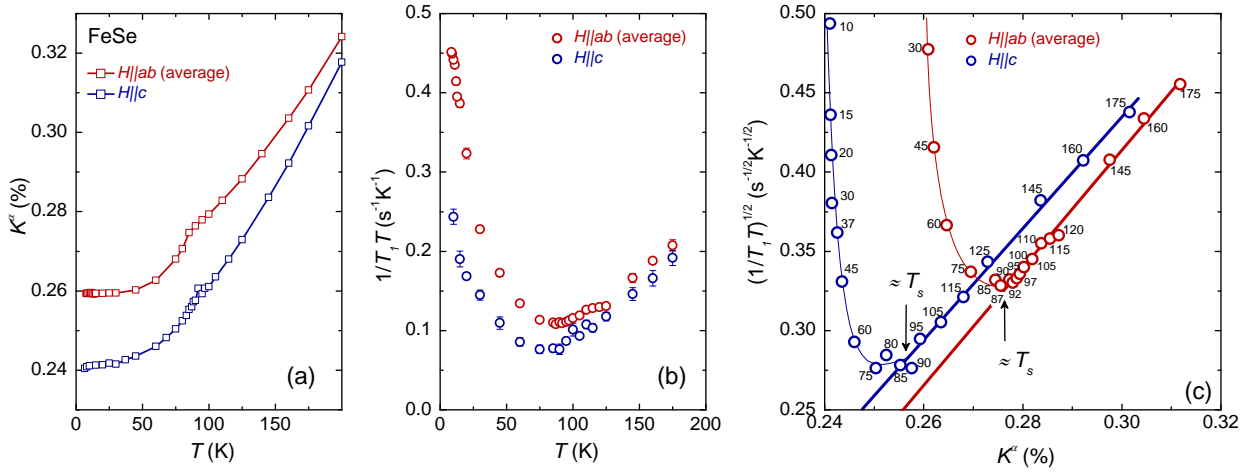 FeSe
H||ab (average)
H||c
0.32
0.30
0.28
0.26
0.24
0 50 100 150
K^α (%)
T (K)
(a)
H||ab (average)
H||c
0.5
0.4
0.3
0.2
0.1
0.0
0 50 100 150 200
1/T₁T (s⁻¹K⁻¹)
T (K)
(b)
H||ab (average)
H||c
0.50
0.45
0.40
0.35
0.30
0.25
0.24 0.26 0.28 0.30 0.32
(1/T₁T)^1/2 (s^-1/2K^-1/2)
K^α (%)
10
15
20
30
37
45
60
75
80
85
90
95
105
115
125
145
160
175
30
45
60
75
85
87
90
92
95
97
100
105
110
115
120
145
160
175
≈ T_s
≈ T_s
(c)